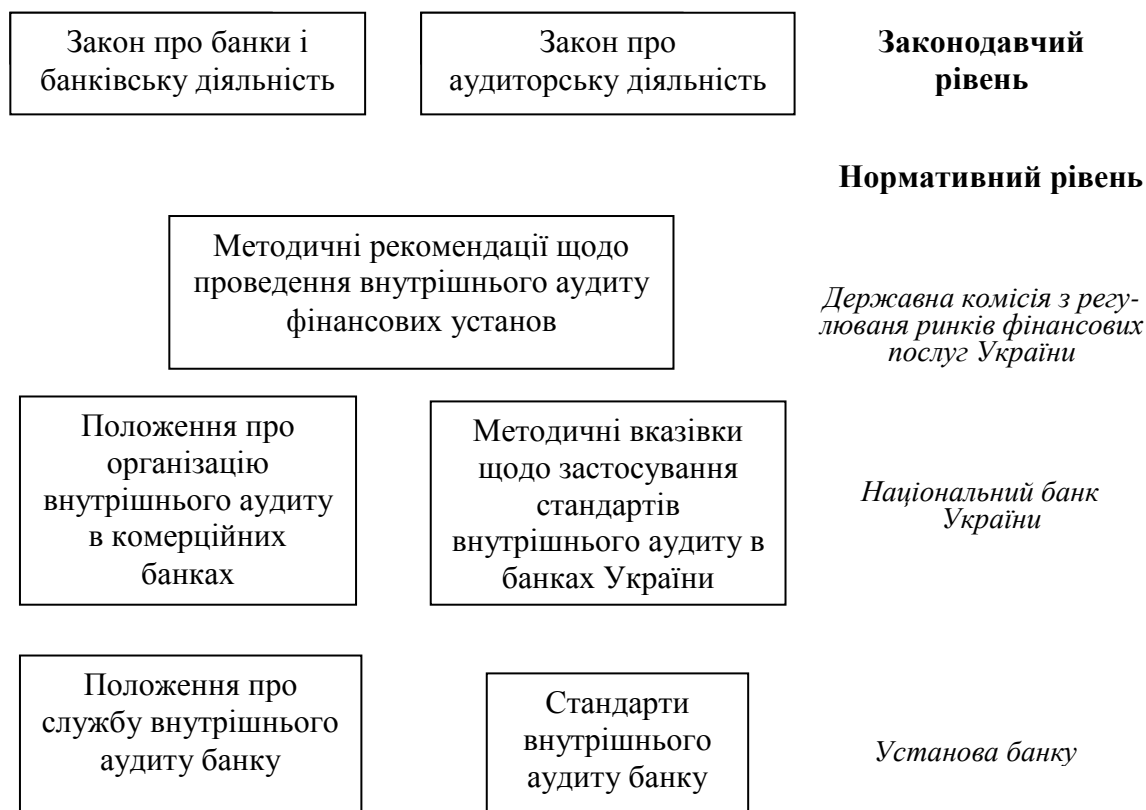 Закон про банки і
банківську діяльність
Закон про
аудиторську діяльність
Законодавчий
рівень
Нормативний рівень
Методичні рекомендації щодо
проведення внутрішнього аудиту
фінансових установ
Державна комісія з регу-
люваня ринків фінансових
послуг України
Положення про
організацію
внутрішнього аудиту
в комерційних
банках
Методичні вказівки
щодо застосування
стандартів
внутрішнього аудиту в
банках України
Національний банк
України
Положення про
службу внутрішнього
аудиту банку
Стандарти
внутрішнього
аудиту банку
Установа банку